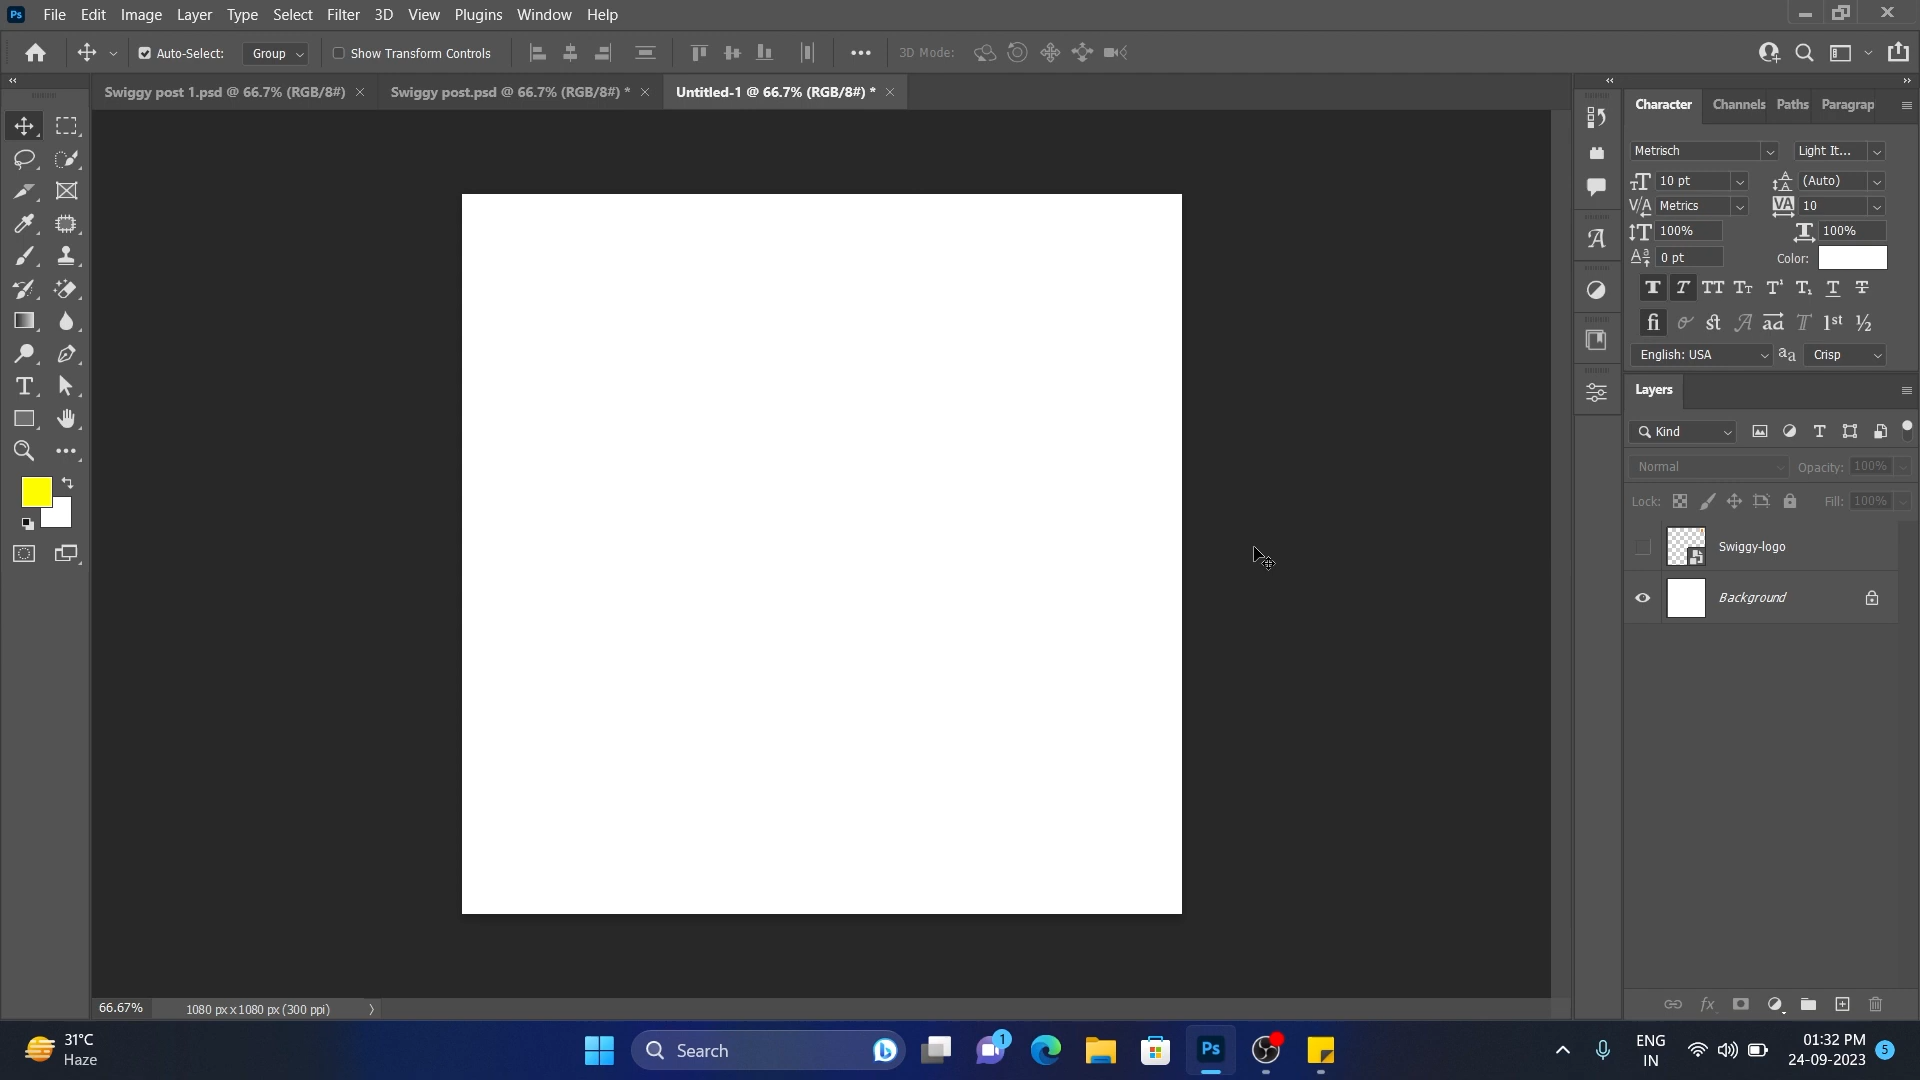 Ps File Edit Image Layer Type Select Filter 3D View Plugins Window Help
Auto-Select: Group Show Transform Controls 3D Mode:
Swiggy post 1.psd @ 66.7% (RGB/8#) Swiggy post.psd @ 66.7% (RGB/8#) * Untitled-1 @ 66.7% (RGB/8#) *
Character Channels Paths Paragrap
Metrisch Light It...
10 pt (Auto)
Metrics 10
100% 100%
0 pt Color:
English: USA Crisp
Layers
Kind
Normal Opacity: 100%
Lock: Fill: 100%
Swiggy-logo
Background
66.67% 1080 px x 1080 px (300 ppi)
31°C
Haze
Search
1
Ps
ENG
IN
01:32 PM
24-09-2023
5